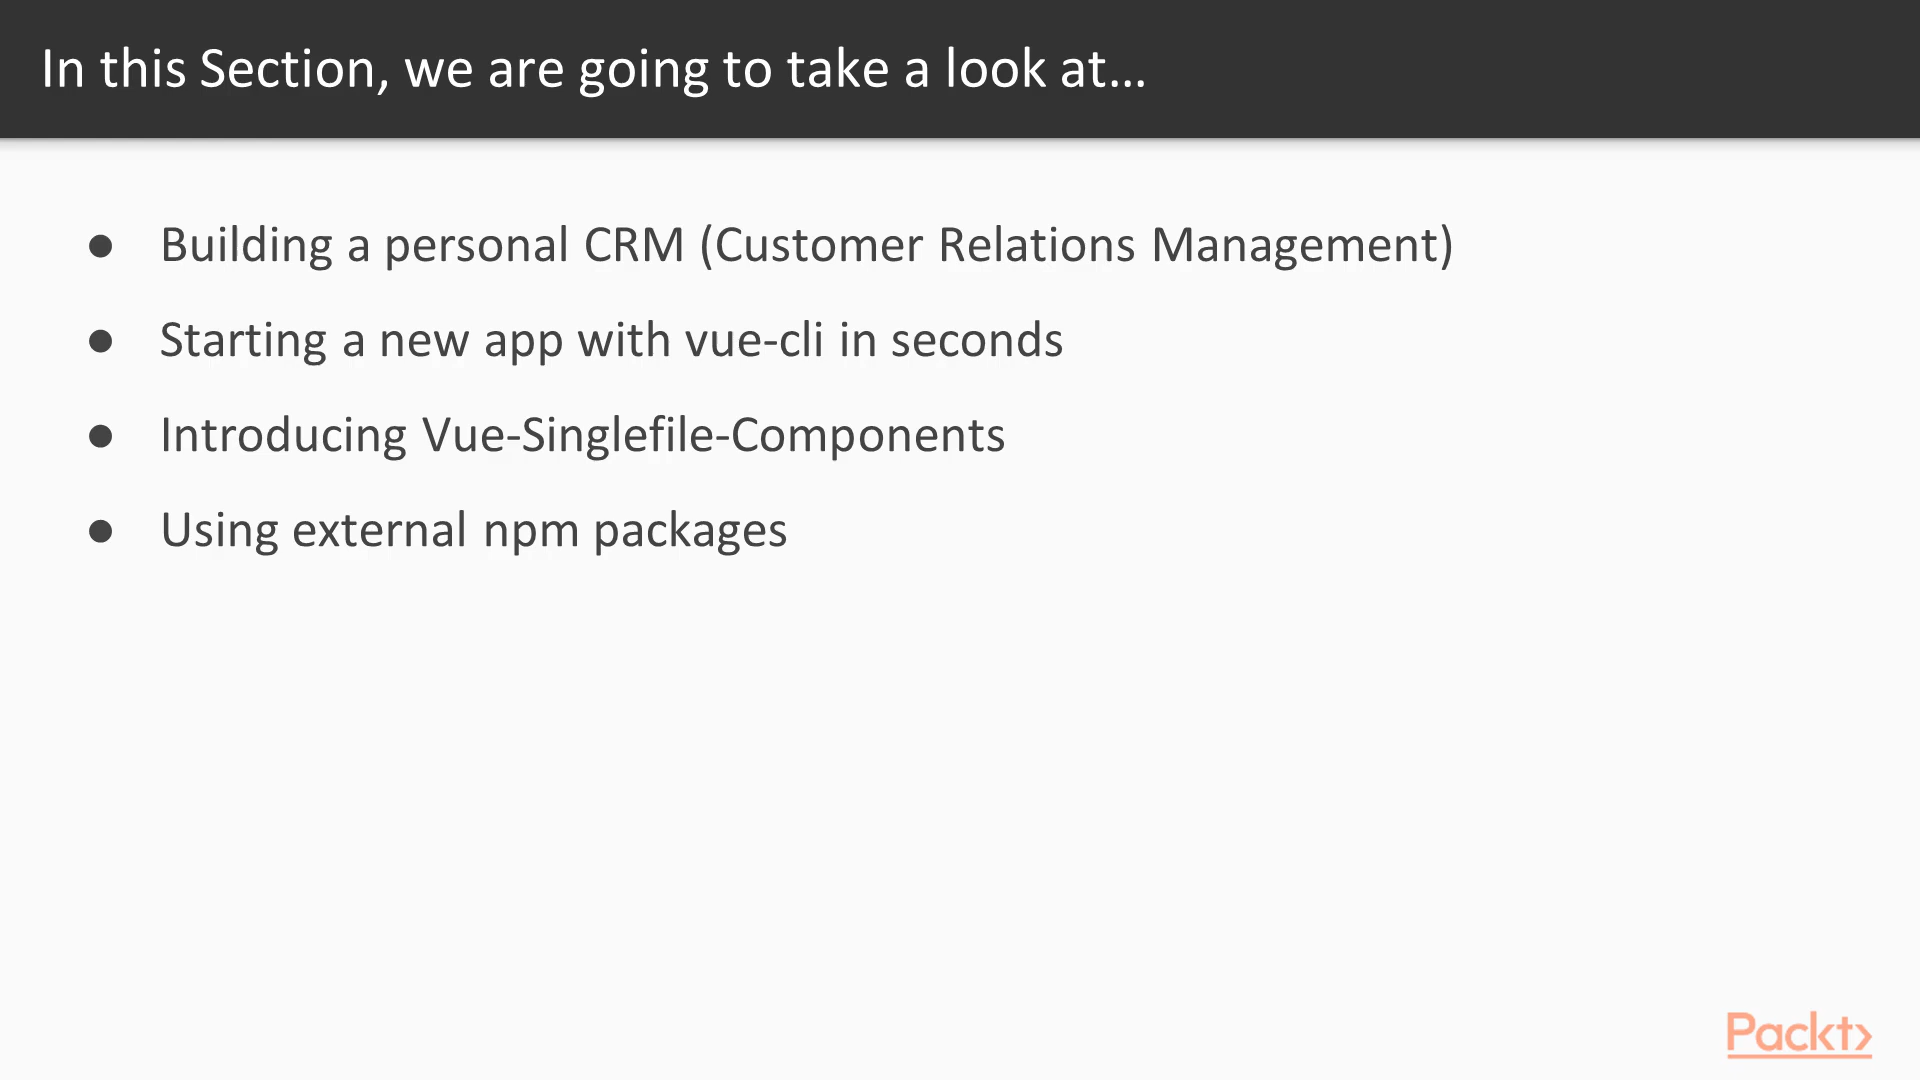 In this Section, we are going to take a look at...
● Building a personal CRM (Customer Relations Management)
● Starting a new app with vue-cli in seconds
● Introducing Vue-Singlefile-Components
● Using external npm packages
Packt>